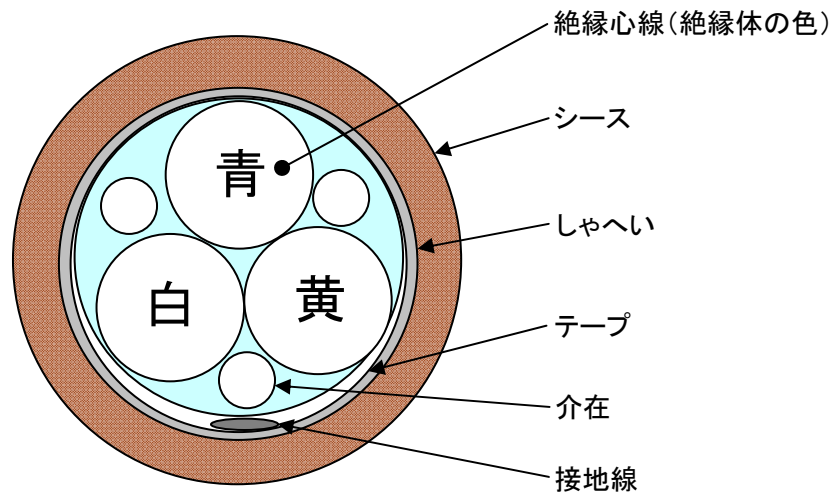 絶縁心線（絶縁体の色）
シース
青
しゃへい
白
黄
テープ
介在
接地線